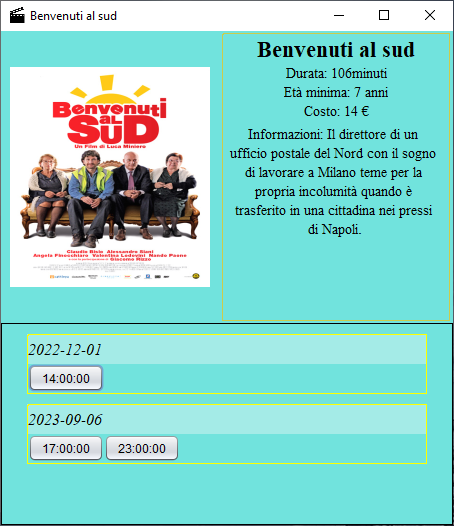 Benvenuti al sud
Benvenuti
AL
SUD
Un Film di Luca Miniero
Claudio Bisio Alessandro Siani
Angela Finocchiaro Valentina Lodovini Nando Paone
Giacomo Rizzo
Benvenuti al sud
Durata: 106minuti
Età minima: 7 anni
Costo: 14 €
Informazioni: Il direttore di un
ufficio postale del Nord con il sogno
di lavorare a Milano teme per la
propria incolumità quando è
trasferito in una cittadina nei pressi
di Napoli.
2022-12-01
14:00:00
2023-09-06
17:00:00 23:00:00